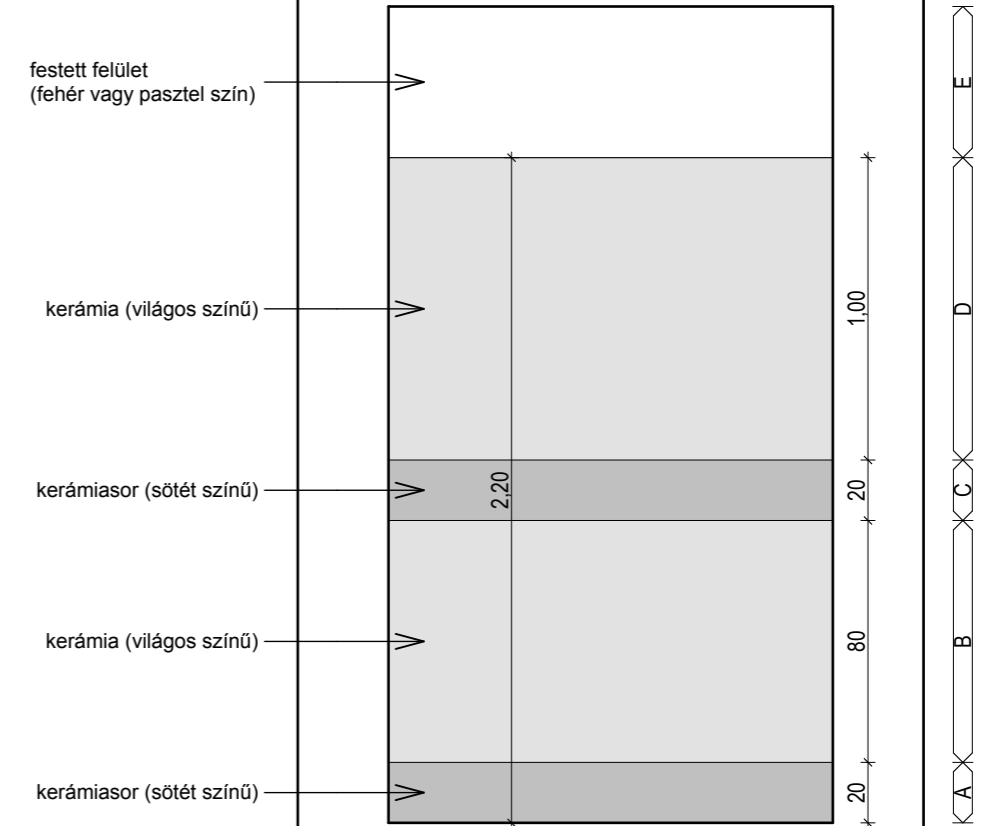 festett felület
(fehér vagy pasztel szín)
E
kerámia (világos színű)
1,00
D
kerámiasor (sötét színű)
2,20
20
C
kerámia (világos színű)
80
B
kerámiasor (sötét színű)
20
A